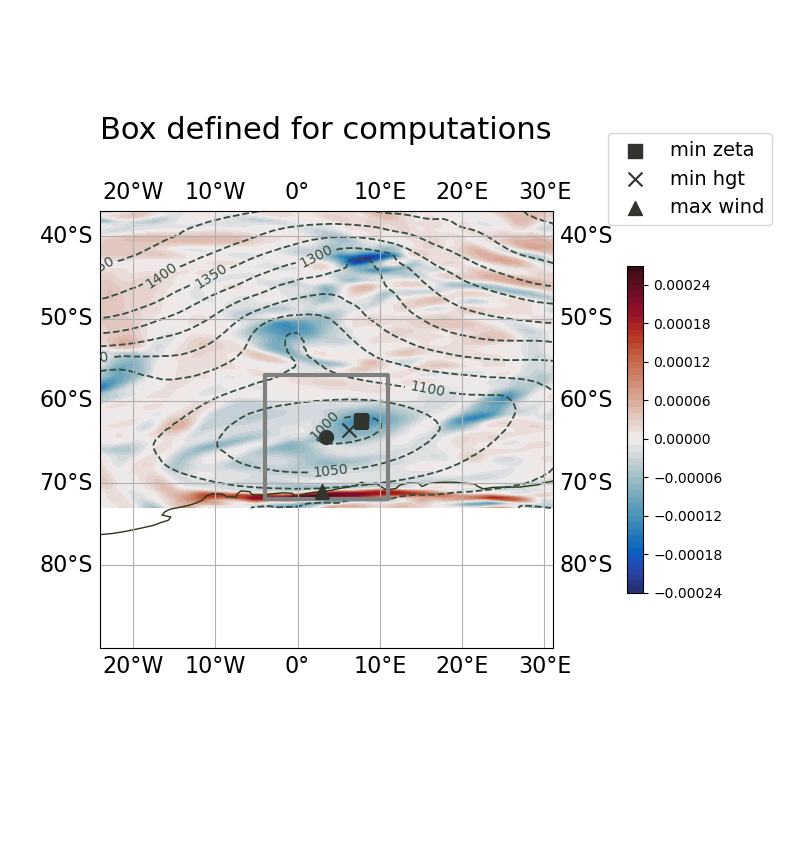 Box defined for computations
min zeta
min hgt
max wind
20°W 10°W 0° 10°E 20°E 30°E
40°S 40°S
50°S 50°S
60°S 60°S
70°S 70°S
80°S 80°S
20°W 10°W 0° 10°E 20°E 30°E
1400
1350
1300
1100
1000
1050
0.00024
0.00018
0.00012
0.00006
0.00000
−0.00006
−0.00012
−0.00018
−0.00024